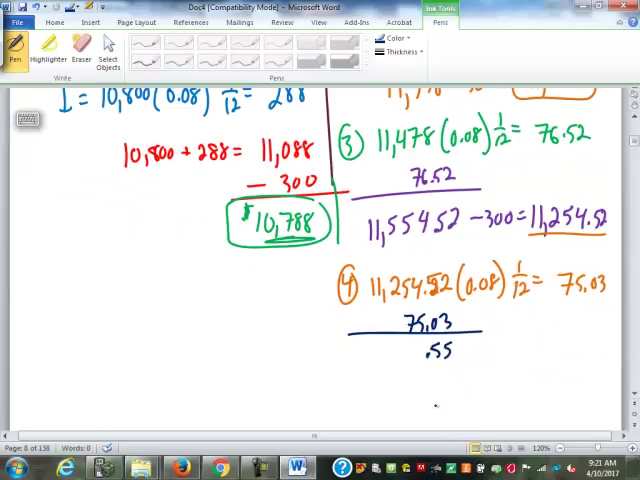 Doc4 [Compatibility Mode] - Microsoft Word
Ink Tools
File Home Insert Page Layout References Mailings Review View Add-Ins Acrobat Pens
Pen Highlighter Eraser Select Objects
Color
Thickness
Write
Pens
I = 10,800(0.08) 1/12 = 288
10,800 + 288 = 11,088
- 300
$10,788
③ 11,478(0.08) 1/12 = 76.52
76.52
11,554.52 - 300 = 11,254.52
④ 11,254.52(0.08) 1/12 = 75.03
75.03
.55
Page: 8 of 138 Words: 0 120%
9:21 AM
4/10/2017